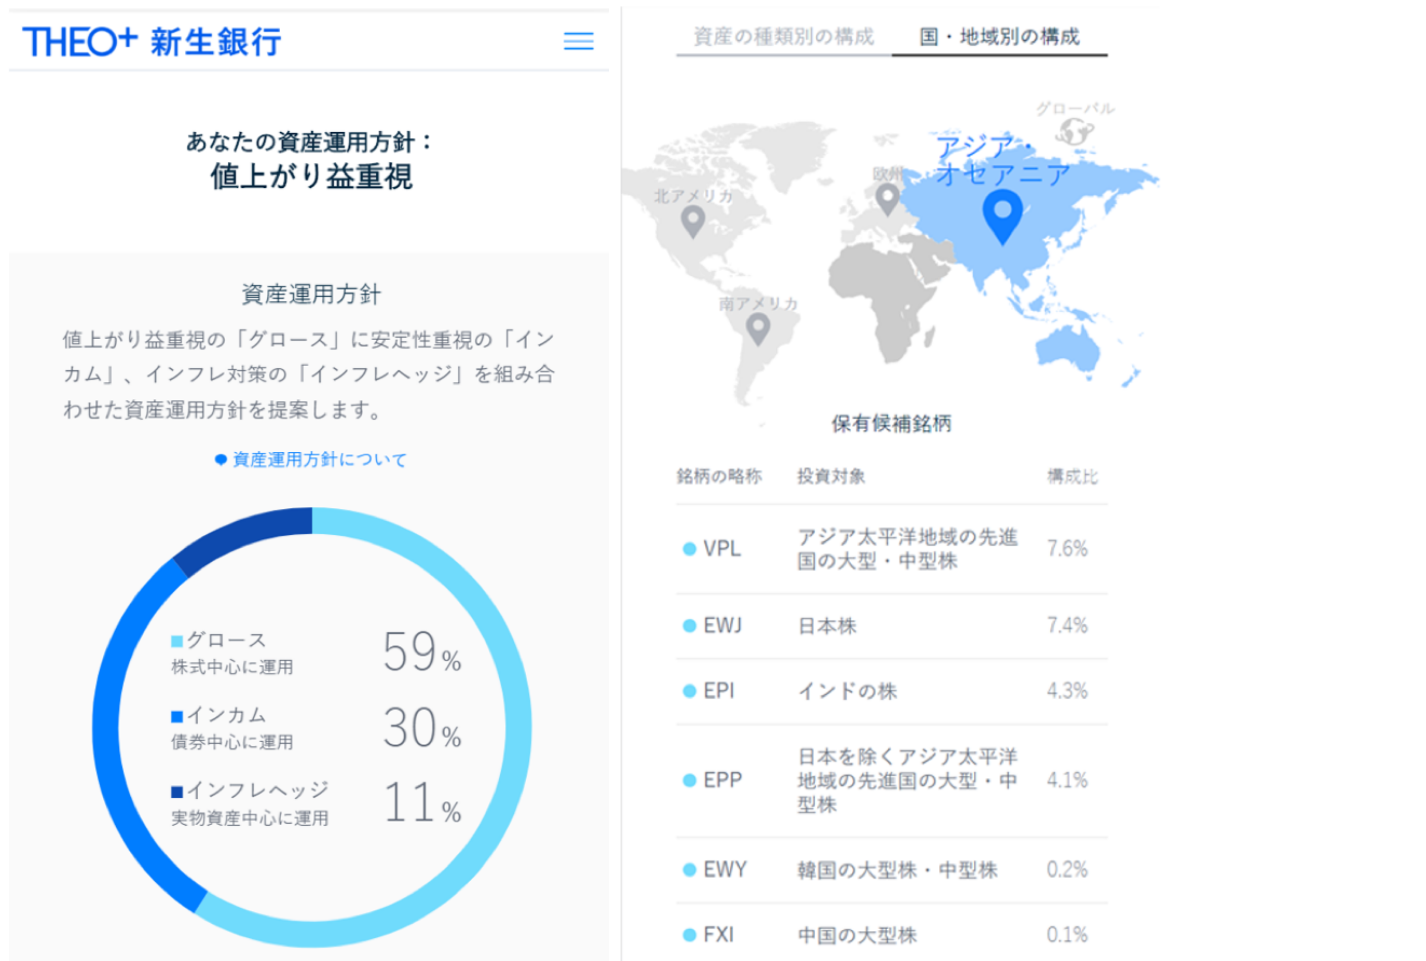 THEO+ 新生銀行
あなたの資産運用方針：
値上がり益重視
資産運用方針
値上がり益重視の「グロース」に安定性重視の「イン
カム」、インフレ対策の「インフレヘッジ」を組み合
わせた資産運用方針を提案します。
資産運用方針について
グロース
株式中心に運用
59%
インカム
債券中心に運用
30%
インフレヘッジ
実物資産中心に運用
11%
資産の種類別の構成 国・地域別の構成
グローバル
アジア・
オセアニア
欧州
北アメリカ
南アメリカ
保有候補銘柄
銘柄の略称 投資対象 構成比
VPL アジア太平洋地域の先進
国の大型・中型株 7.6%
EWJ 日本株 7.4%
EPI インドの株 4.3%
EPP 日本を除くアジア太平洋
地域の先進国の大型・中
型株 4.1%
EWY 韓国の大型株・中型株 0.2%
FXI 中国の大型株 0.1%